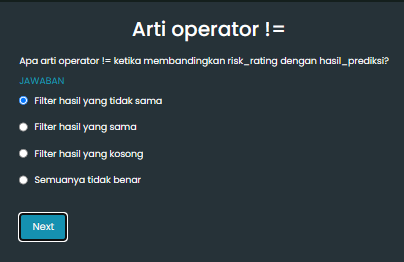 Arti operator !=
Apa arti operator != ketika membandingkan risk_rating dengan hasil_prediksi?
JAWABAN
Filter hasil yang tidak sama
Filter hasil yang sama
Filter hasil yang kosong
Semuanya tidak benar
Next